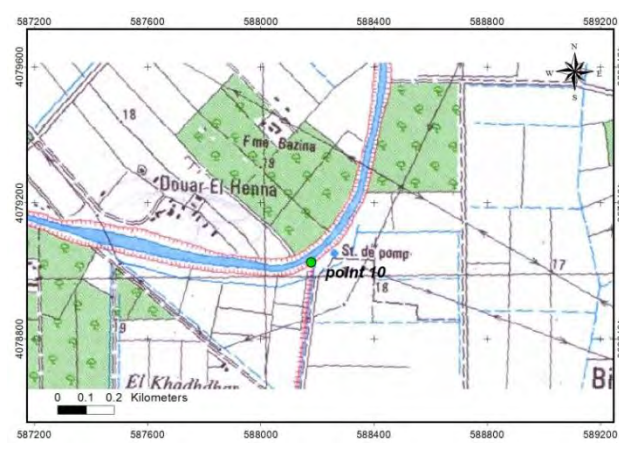 587200 587600 588000 588400 588800 589200
4079600
N
W E
S
18
Fme Bazina
19
4079200
Douar El Henna
St. de pomp.
17
point 10
18
9
4078800
El Khadhdhar
Bi
0 0.1 0.2 Kilometers
587200 587600 588000 588400 588800 589200